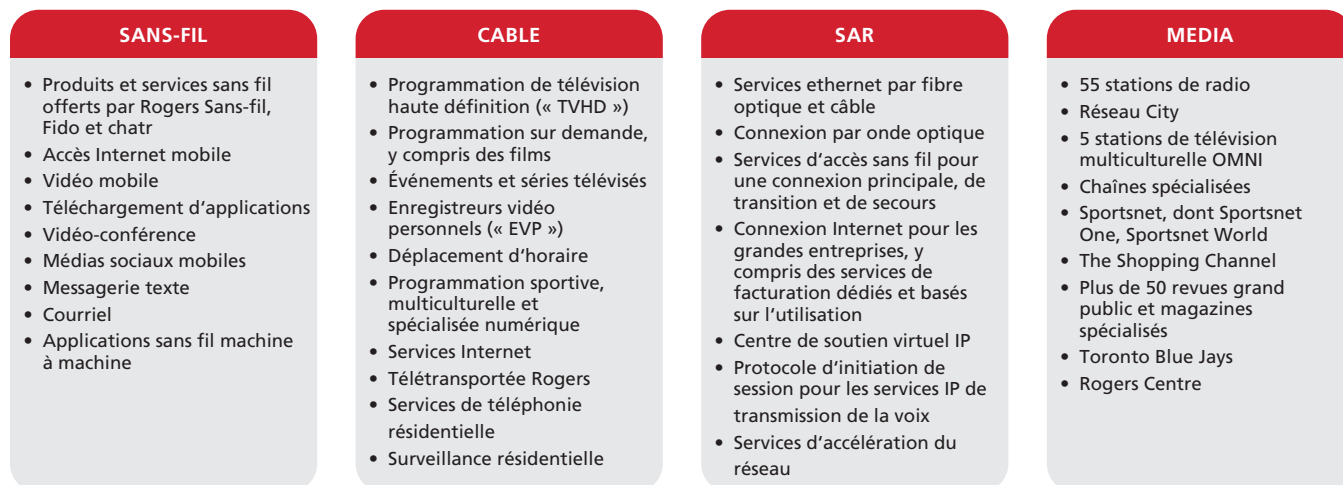 SANS-FIL
• Produits et services sans fil
offerts par Rogers Sans-fil,
Fido et chatr
• Accès Internet mobile
• Vidéo mobile
• Téléchargement d'applications
• Vidéo-conférence
• Médias sociaux mobiles
• Messagerie texte
• Courriel
• Applications sans fil machine
à machine
CABLE
• Programmation de télévision
haute définition (« TVHD »)
• Programmation sur demande,
y compris des films
• Événements et séries télévisés
• Enregistreurs vidéo
personnels (« EVP »)
• Déplacement d'horaire
• Programmation sportive,
multiculturelle et
spécialisée numérique
• Services Internet
• Télétransportée Rogers
• Services de téléphonie
résidentielle
• Surveillance résidentielle
SAR
• Services ethernet par fibre
optique et câble
• Connexion par onde optique
• Services d'accès sans fil pour
une connexion principale, de
transition et de secours
• Connexion Internet pour les
grandes entreprises, y
compris des services de
facturation dédiés et basés
sur l'utilisation
• Centre de soutien virtuel IP
• Protocole d'initiation de
session pour les services IP de
transmission de la voix
• Services d'accélération du
réseau
MEDIA
• 55 stations de radio
• Réseau City
• 5 stations de télévision
multiculturelle OMNI
• Chaînes spécialisées
• Sportsnet, dont Sportsnet
One, Sportsnet World
• The Shopping Channel
• Plus de 50 revues grand
public et magazines
spécialisés
• Toronto Blue Jays
• Rogers Centre